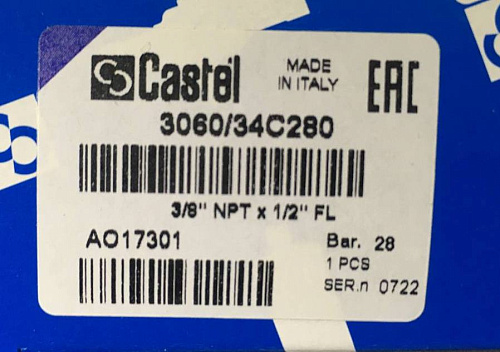 Castel
MADE
IN ITALY
EAC
3060/34C280
3/8" NPT x 1/2" FL
AO17301
Bar. 28
1 PCS
SER.n 0722